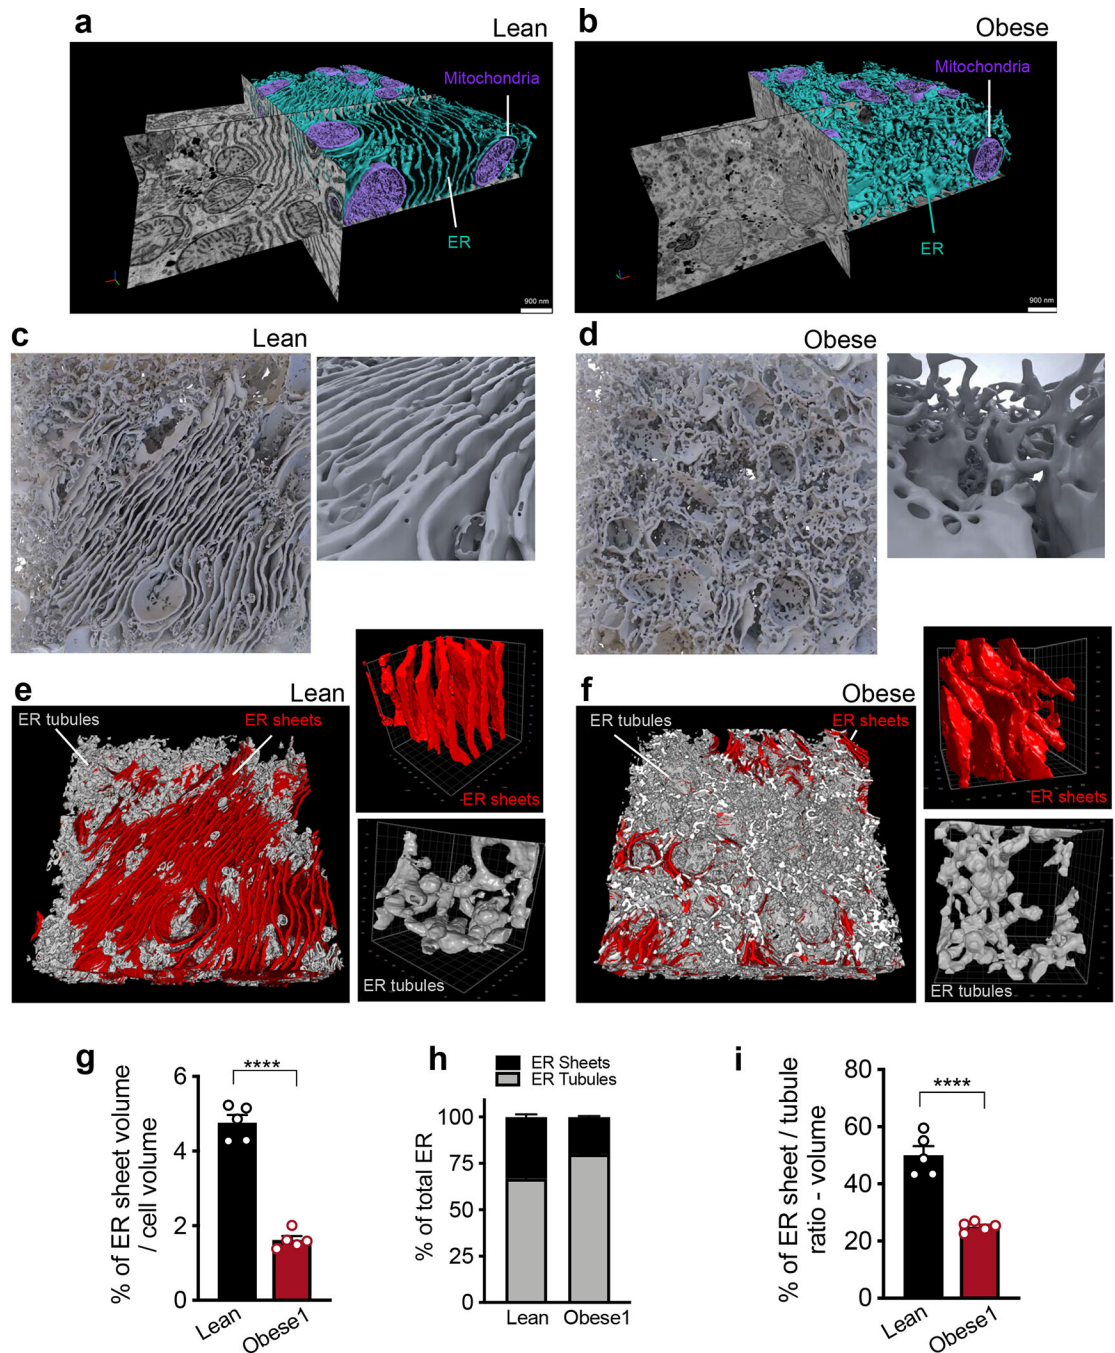 a
Lean
Mitochondria
ER
900 nm
b
Obese
Mitochondria
ER
900 nm
c
Lean
d
Obese
e
Lean
ER tubules
ER sheets
ER sheets
ER tubules
f
Obese
ER tubules
ER sheets
ER sheets
ER tubules
g
% of ER sheet volume
/ cell volume
6
4
2
0
****
Lean
Obese1
h
ER Sheets
ER Tubules
% of total ER
100
75
50
25
0
Lean
Obese1
i
% of ER sheet / tubule
ratio - volume
80
60
40
20
0
****
Lean
Obese1